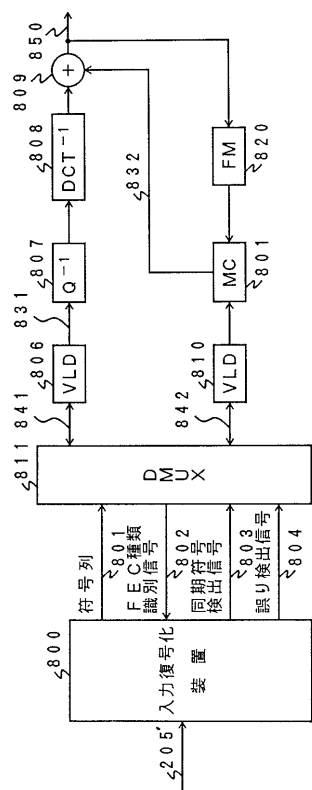 205'
800
入力復号化
装置
符号列
801
FEC種類
識別信号
802
同期符号
検出信号
803
誤り検出信号
804
811
DMUX
841
806
VLD
831
807
Q⁻¹
808
DCT⁻¹
809
+
850
842
810
VLD
801
MC
832
820
FM